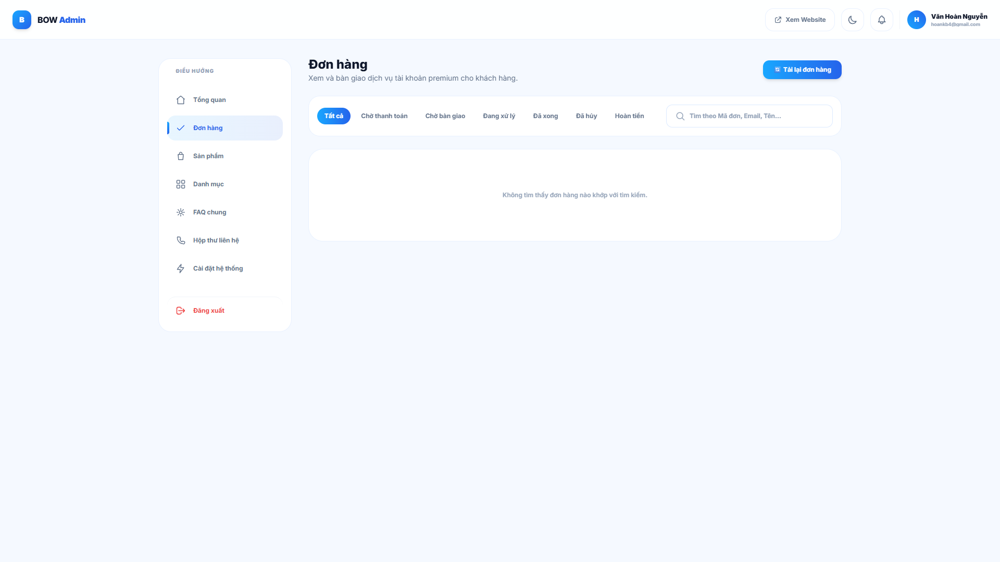 B
BOW Admin
Xem Website
H
Văn Hoàn Nguyễn
hoankb4@gmail.com
ĐIỀU HƯỚNG
Tổng quan
Đơn hàng
Sản phẩm
Danh mục
FAQ chung
Hộp thư liên hệ
Cài đặt hệ thống
Đăng xuất
Đơn hàng
Xem và bàn giao dịch vụ tài khoản premium cho khách hàng.
Tải lại đơn hàng
Tất cả
Chờ thanh toán
Chờ bàn giao
Đang xử lý
Đã xong
Đã hủy
Hoàn tiền
Tìm theo Mã đơn, Email, Tên...
Không tìm thấy đơn hàng nào khớp với tìm kiếm.